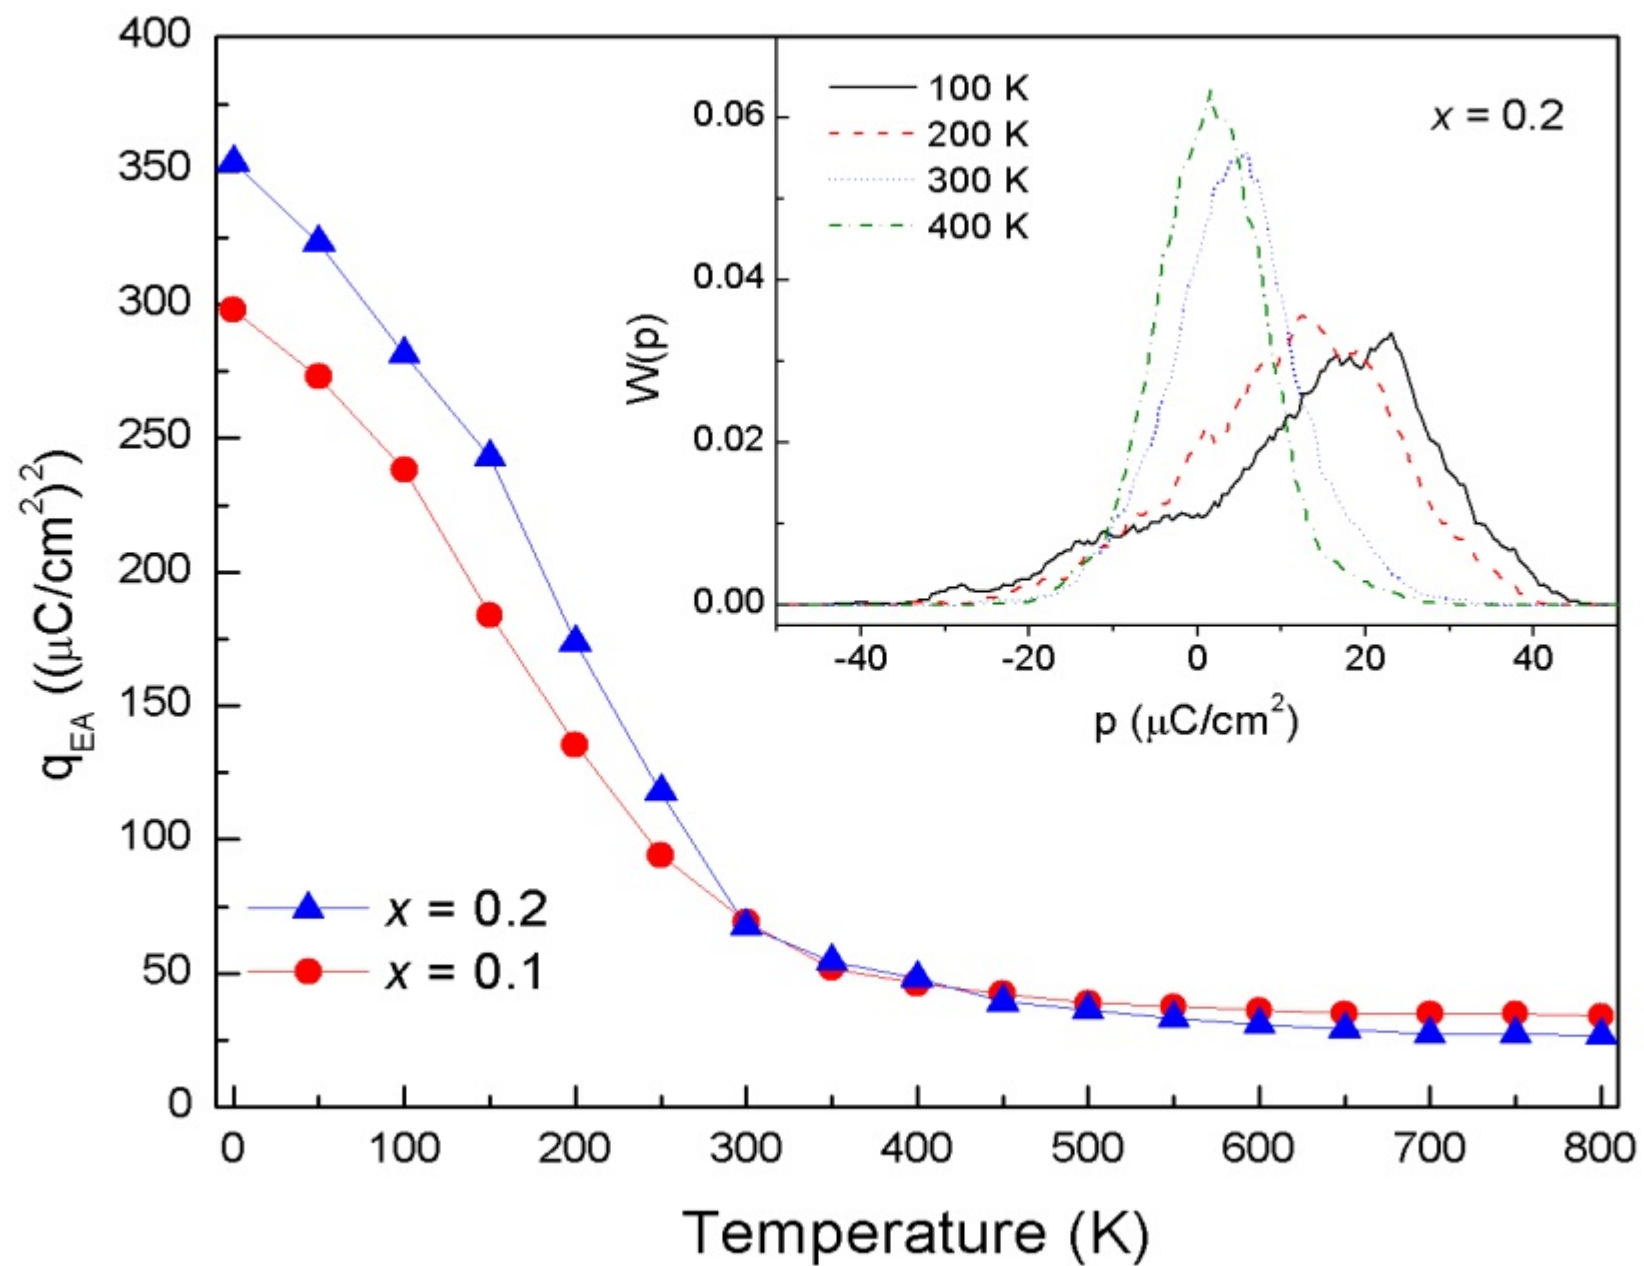 400
350
300
250
200
150
100
50
0
q_EA ((μC/cm²)²
x = 0.2
x = 0.1
0 100 200 300 400 500 600 700 800
Temperature (K)
100 K
200 K
300 K
400 K
x = 0.2
0.06
0.04
0.02
0.00
W(p)
-40 -20 0 20 40
p (μC/cm²)